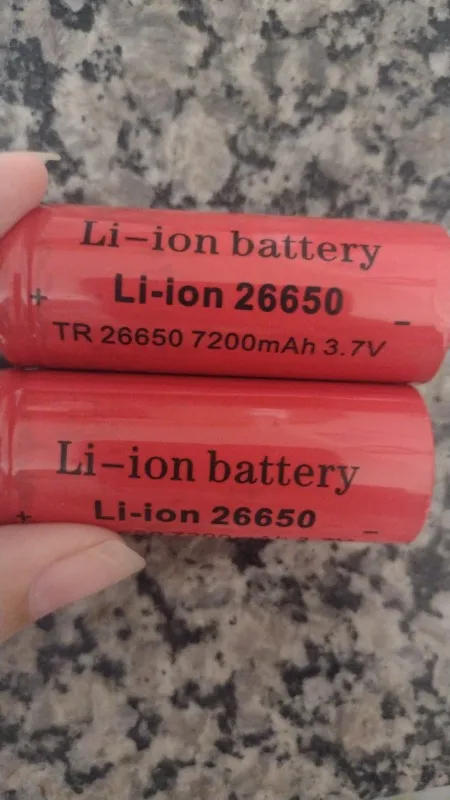 Li-ion battery
+ Li-ion 26650 -
TR 26650 7200mAh 3.7V
Li-ion battery
+ Li-ion 26650 -